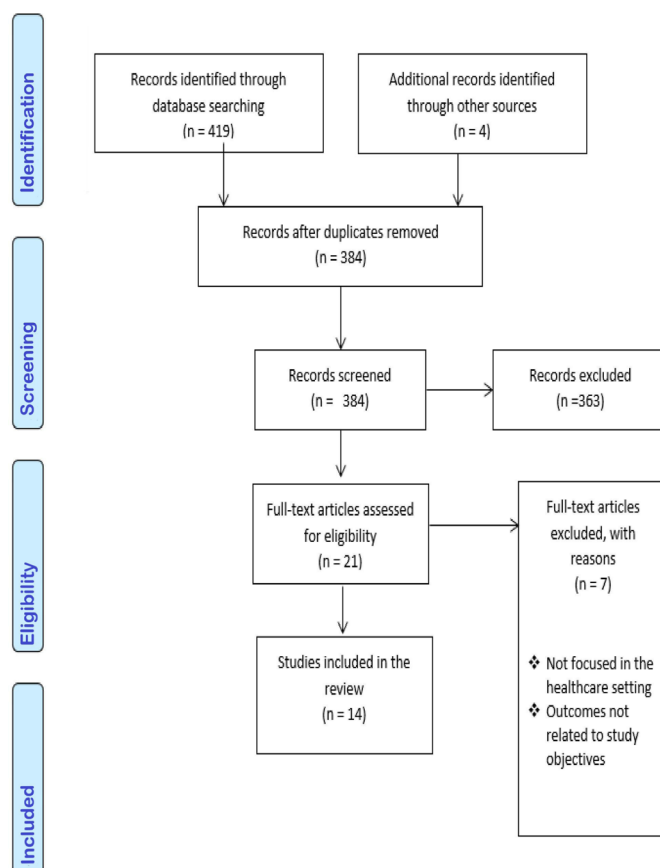 Identification
Records identified through
database searching
(n = 419)
Additional records identified
through other sources
(n = 4)
Records after duplicates removed
(n = 384)
Screening
Records screened
(n = 384)
Records excluded
(n =363)
Eligibility
Full-text articles assessed
for eligibility
(n = 21)
Full-text articles
excluded, with
reasons
(n = 7)
❖ Not focused in the
healthcare setting
❖ Outcomes not
related to study
objectives
Studies included in the
review
(n = 14)
Included